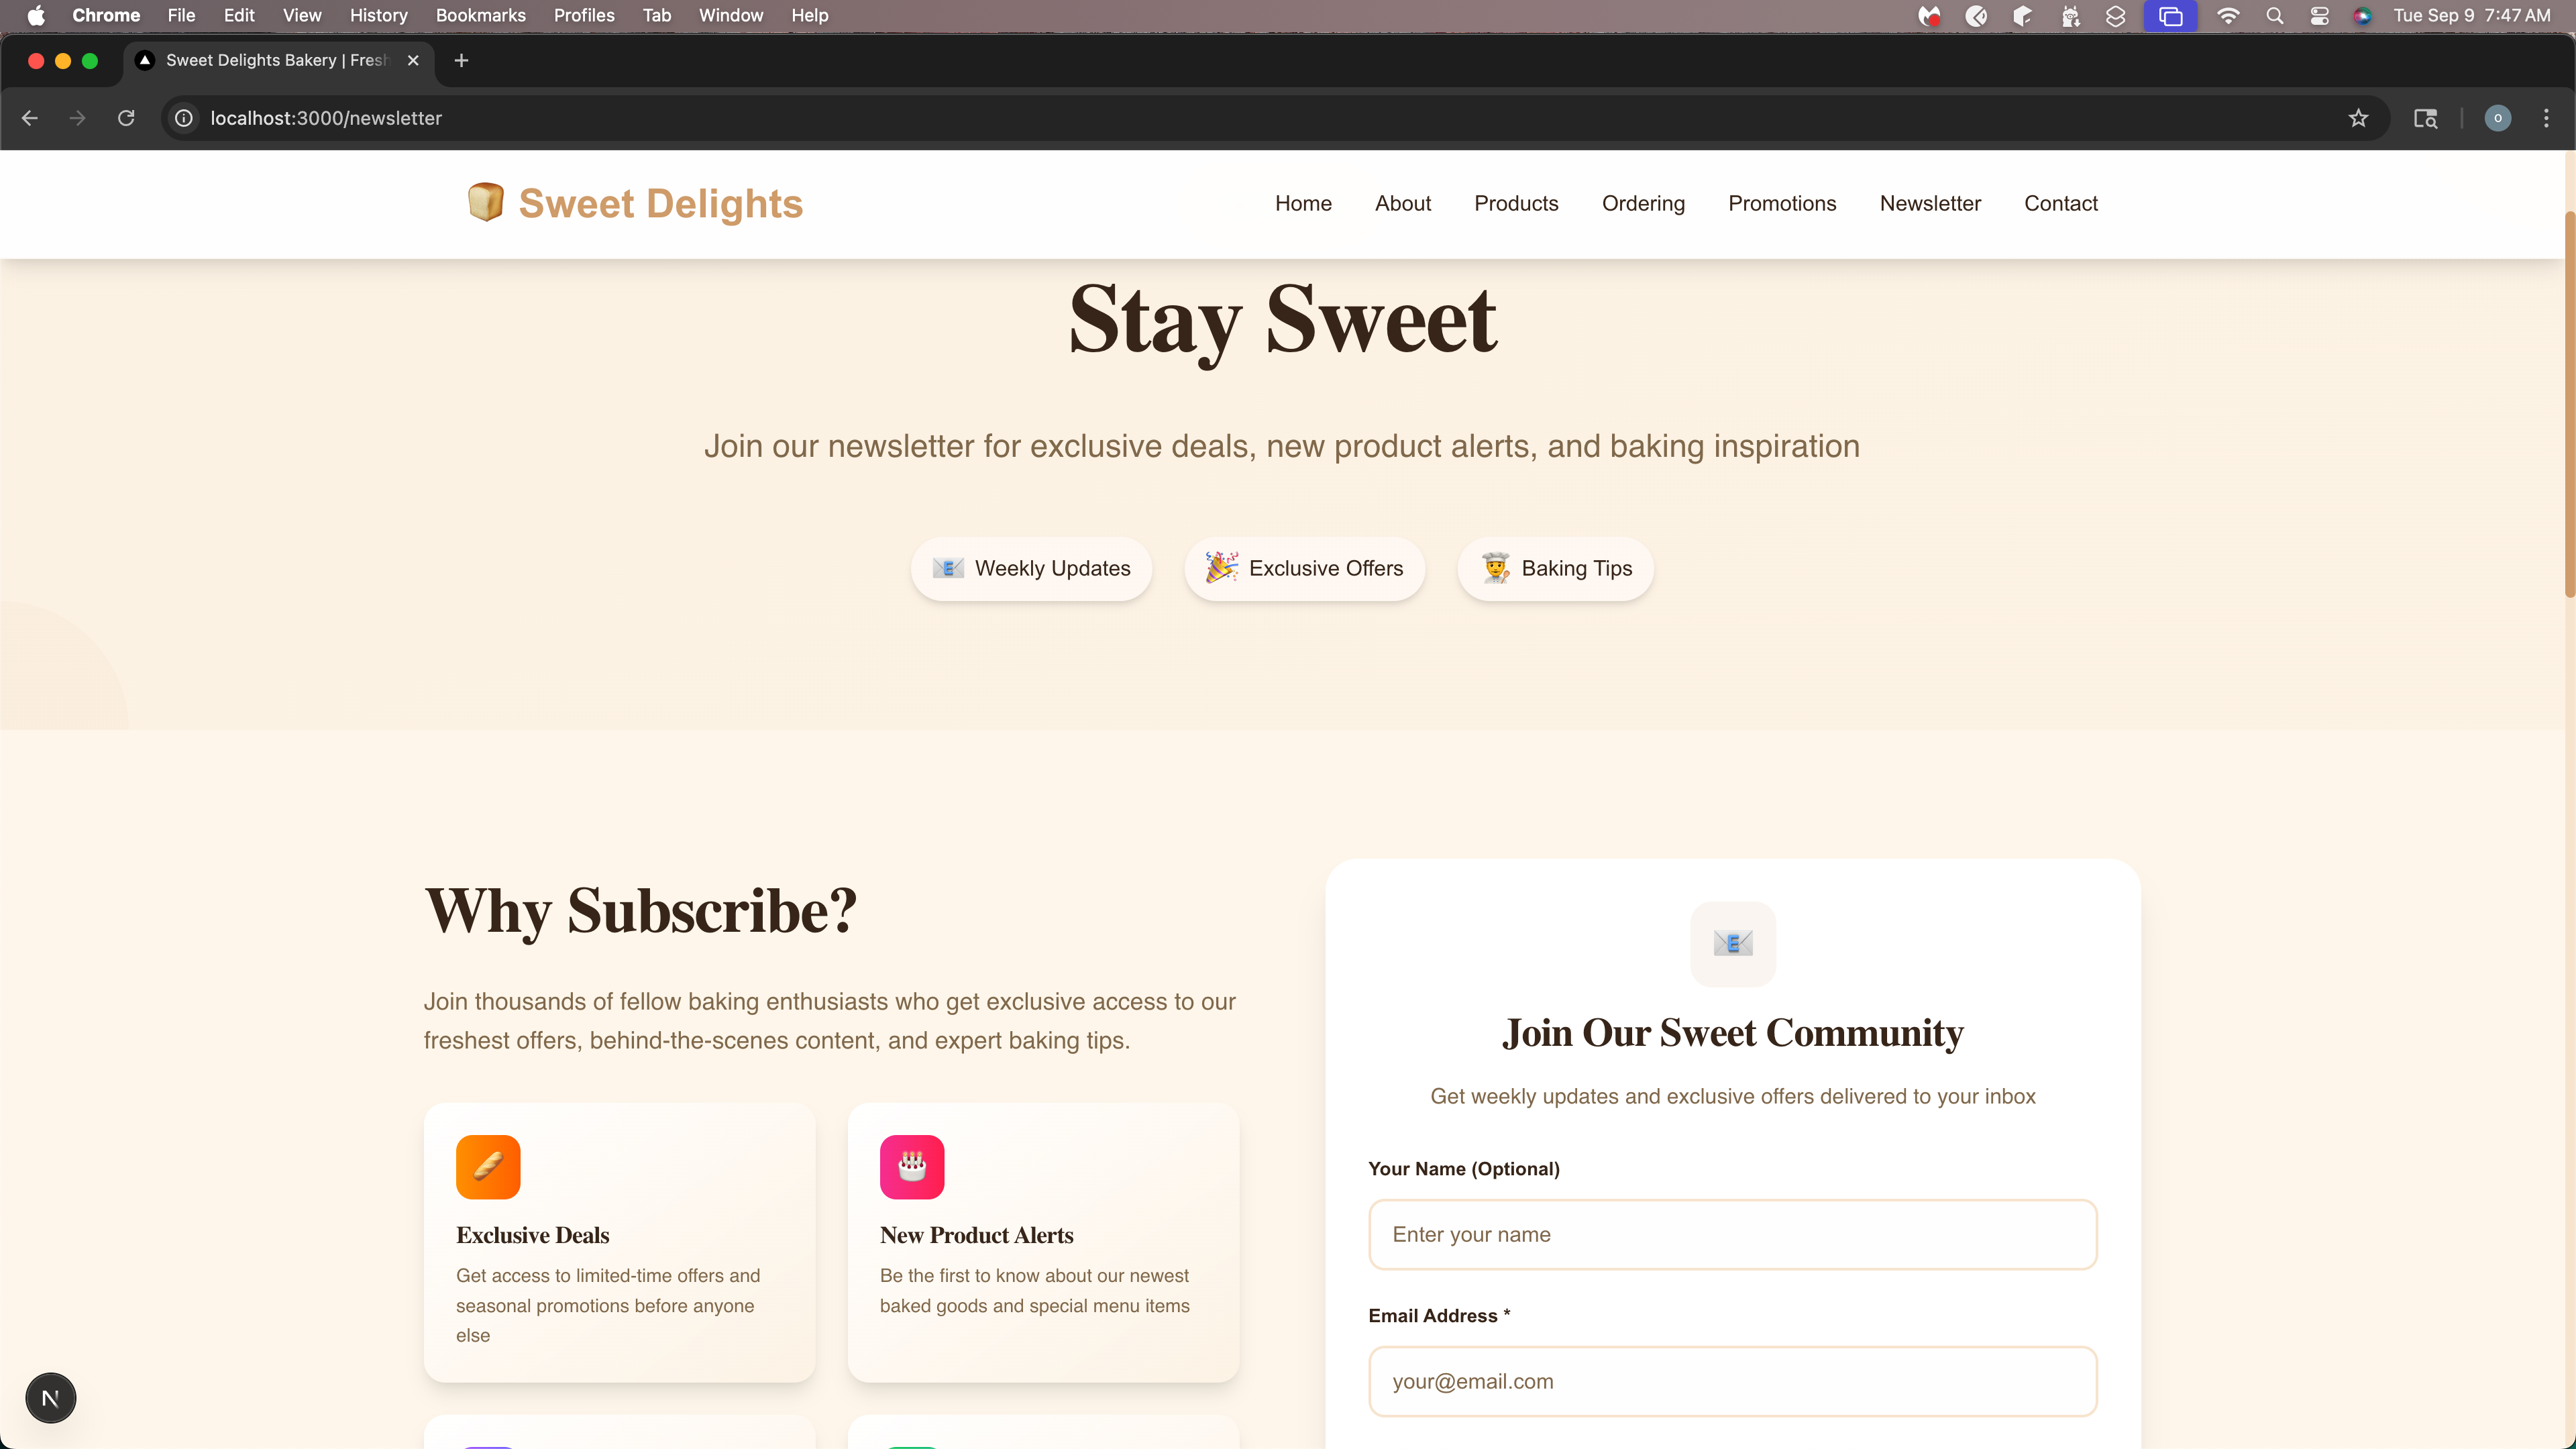 Chrome File Edit View History Bookmarks Profiles Tab Window Help Tue Sep 9 7:47 AM
Sweet Delights Bakery | Fresh
localhost:3000/newsletter
Sweet Delights Home About Products Ordering Promotions Newsletter Contact
Stay Sweet
Join our newsletter for exclusive deals, new product alerts, and baking inspiration
Weekly Updates Exclusive Offers Baking Tips
Why Subscribe?
Join thousands of fellow baking enthusiasts who get exclusive access to our
freshest offers, behind-the-scenes content, and expert baking tips.
Exclusive Deals
Get access to limited-time offers and
seasonal promotions before anyone
else
New Product Alerts
Be the first to know about our newest
baked goods and special menu items
Join Our Sweet Community
Get weekly updates and exclusive offers delivered to your inbox
Your Name (Optional)
Enter your name
Email Address *
your@email.com
N